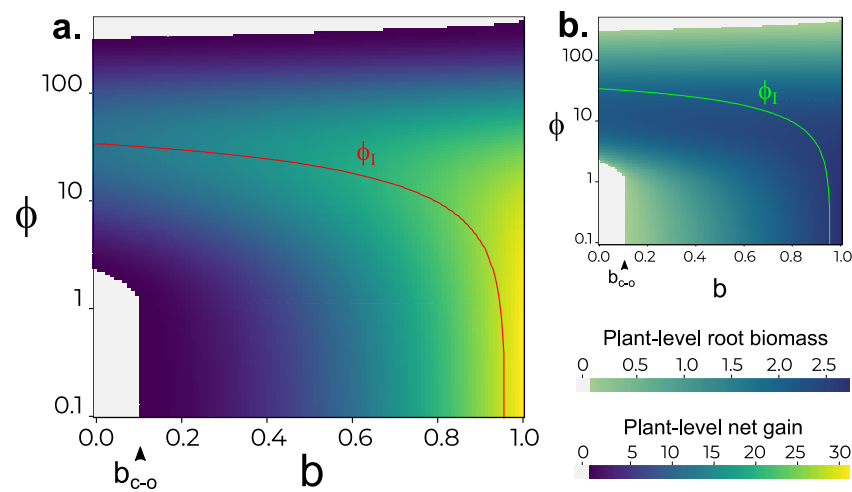 a.
100
10
1
0.1
ϕ
ϕI
0.0 0.2 0.4 0.6 0.8 1.0
bc-o
b
b.
100
10
1
0.1
ϕ
ϕI
0.0 0.2 0.4 0.6 0.8 1.0
bc-o
b
Plant-level root biomass
0 0.5 1.0 1.5 2.0 2.5
Plant-level net gain
0 5 10 15 20 25 30